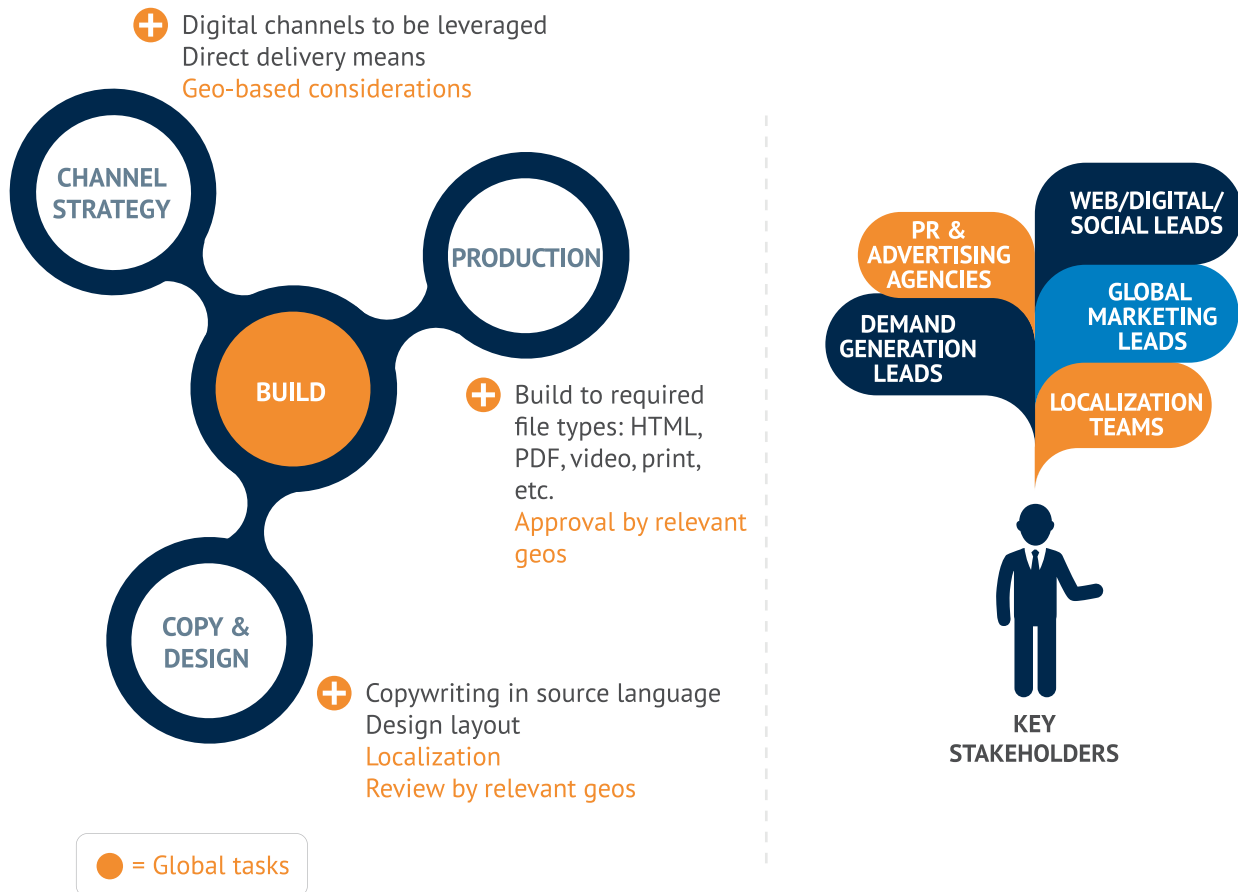 Digital channels to be leveraged
Direct delivery means
Geo-based considerations
CHANNEL
STRATEGY
PRODUCTION
BUILD
Build to required
file types: HTML,
PDF, video, print,
etc.
Approval by relevant
geos
COPY &
DESIGN
Copywriting in source language
Design layout
Localization
Review by relevant geos
= Global tasks
WEB/DIGITAL/
SOCIAL LEADS
PR &
ADVERTISING
AGENCIES
GLOBAL
MARKETING
LEADS
DEMAND
GENERATION
LEADS
LOCALIZATION
TEAMS
KEY
STAKEHOLDERS